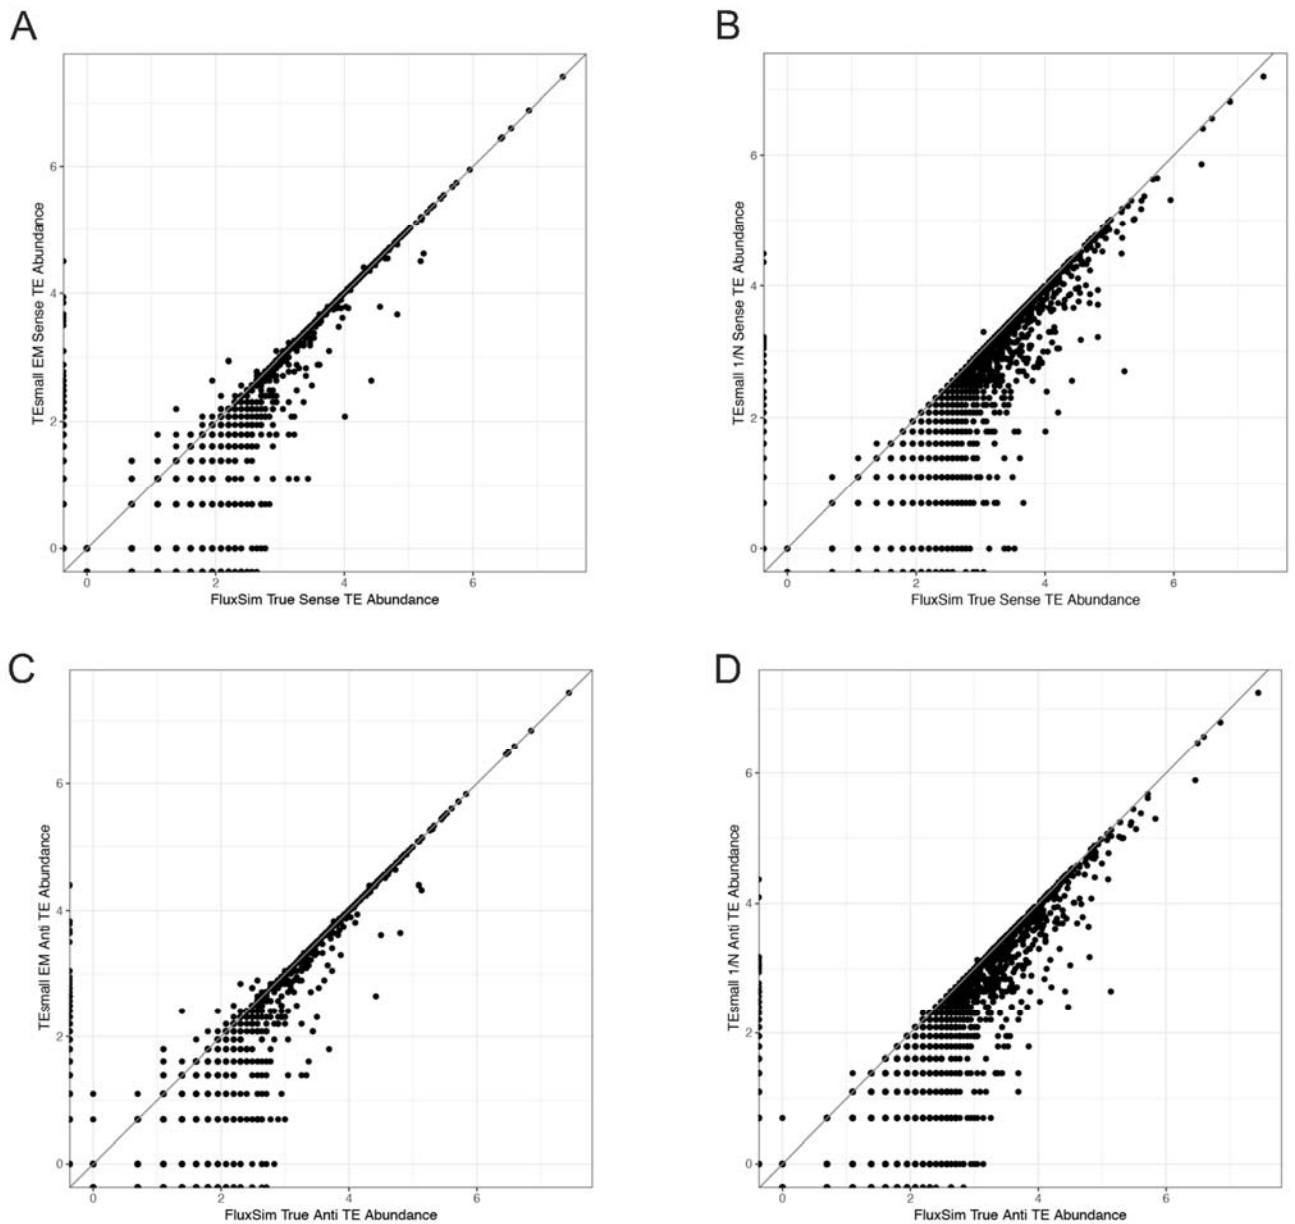 A
TEsmall EM Sense TE Abundance
6
4
2
0
0 2 4 6
FluxSim True Sense TE Abundance
B
TEsmall 1/N Sense TE Abundance
6
4
2
0
0 2 4 6
FluxSim True Sense TE Abundance
C
TEsmall EM Anti TE Abundance
6
4
2
0
0 2 4 6
FluxSim True Anti TE Abundance
D
TEsmall 1/N Anti TE Abundance
6
4
2
0
0 2 4 6
FluxSim True Anti TE Abundance